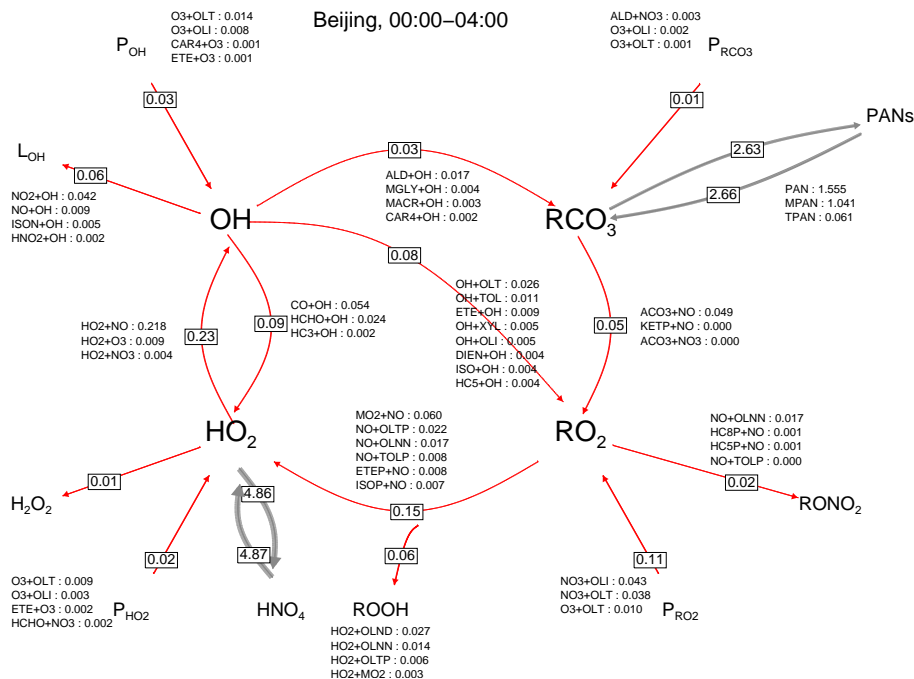 Beijing, 00:00−04:00
O3+OLT : 0.014
O3+OLI : 0.008
CAR4+O3 : 0.001
ETE+O3 : 0.001
P_OH
0.03
ALD+NO3 : 0.003
O3+OLI : 0.002
O3+OLT : 0.001
P_RCO3
0.01
PANs
2.63
2.66
PAN : 1.555
MPAN : 1.041
TPAN : 0.061
L_OH
0.06
NO2+OH : 0.042
NO+OH : 0.009
ISON+OH : 0.005
HNO2+OH : 0.002
OH
0.03
ALD+OH : 0.017
MGLY+OH : 0.004
MACR+OH : 0.003
CAR4+OH : 0.002
RCO3
0.08
OH+OLT : 0.026
OH+TOL : 0.011
ETE+OH : 0.009
OH+XYL : 0.005
OH+OLI : 0.005
DIEN+OH : 0.004
ISO+OH : 0.004
HC5+OH : 0.004
HO2+NO : 0.218
HO2+O3 : 0.009
HO2+NO3 : 0.004
0.23
0.09
CO+OH : 0.054
HCHO+OH : 0.024
HC3+OH : 0.002
0.05
ACO3+NO : 0.049
KETP+NO : 0.000
ACO3+NO3 : 0.000
HO2
MO2+NO : 0.060
NO+OLTP : 0.022
NO+OLNN : 0.017
NO+TOLP : 0.008
ETEP+NO : 0.008
ISOP+NO : 0.007
0.15
RO2
NO+OLNN : 0.017
HC8P+NO : 0.001
HC5P+NO : 0.001
NO+TOLP : 0.000
0.02
RONO2
H2O2
0.01
4.86
4.87
HNO4
0.06
ROOH
HO2+OLND : 0.027
HO2+OLNN : 0.014
HO2+OLTP : 0.006
HO2+MO2 : 0.003
0.02
O3+OLT : 0.009
O3+OLI : 0.003
ETE+O3 : 0.002
HCHO+NO3 : 0.002
P_HO2
0.11
NO3+OLI : 0.043
NO3+OLT : 0.038
O3+OLT : 0.010
P_RO2